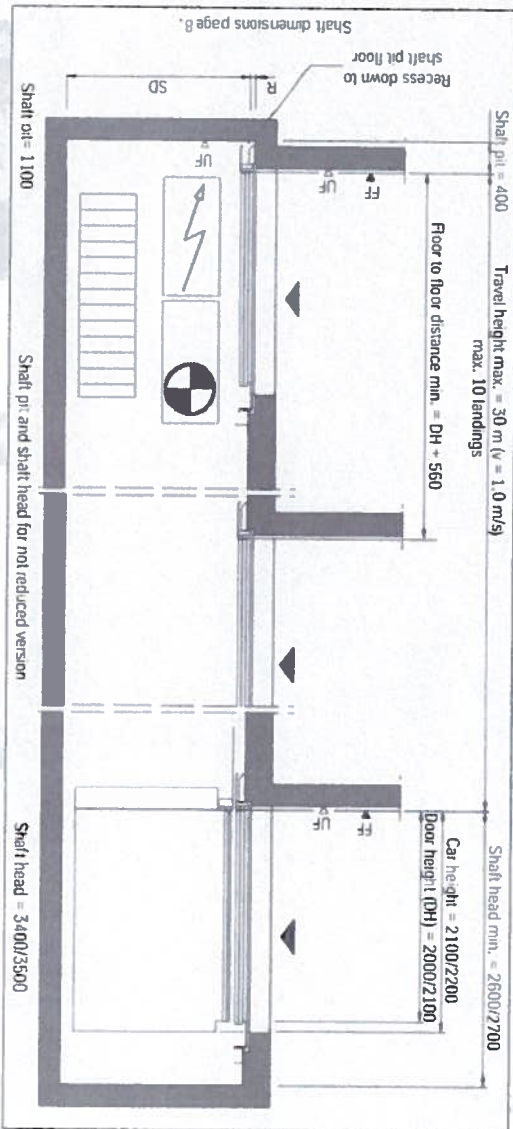 Shaft pit = 400
Travel height max. = 30 m (v = 1.0 m/s)
max. 10 landings
Shaft head min. = 2600/2700
Floor to floor distance min. = DH + 560
Car height = 2100/2200
Door height (DH) = 2000/2100
FF
UF
FF
UF
UF
R
SD
Recess down to
shaft pit floor
Shaft pit= 1100
Shaft pit and shaft head for not reduced version
Shaft head = 3400/3500
Shaft dimensions page 8.